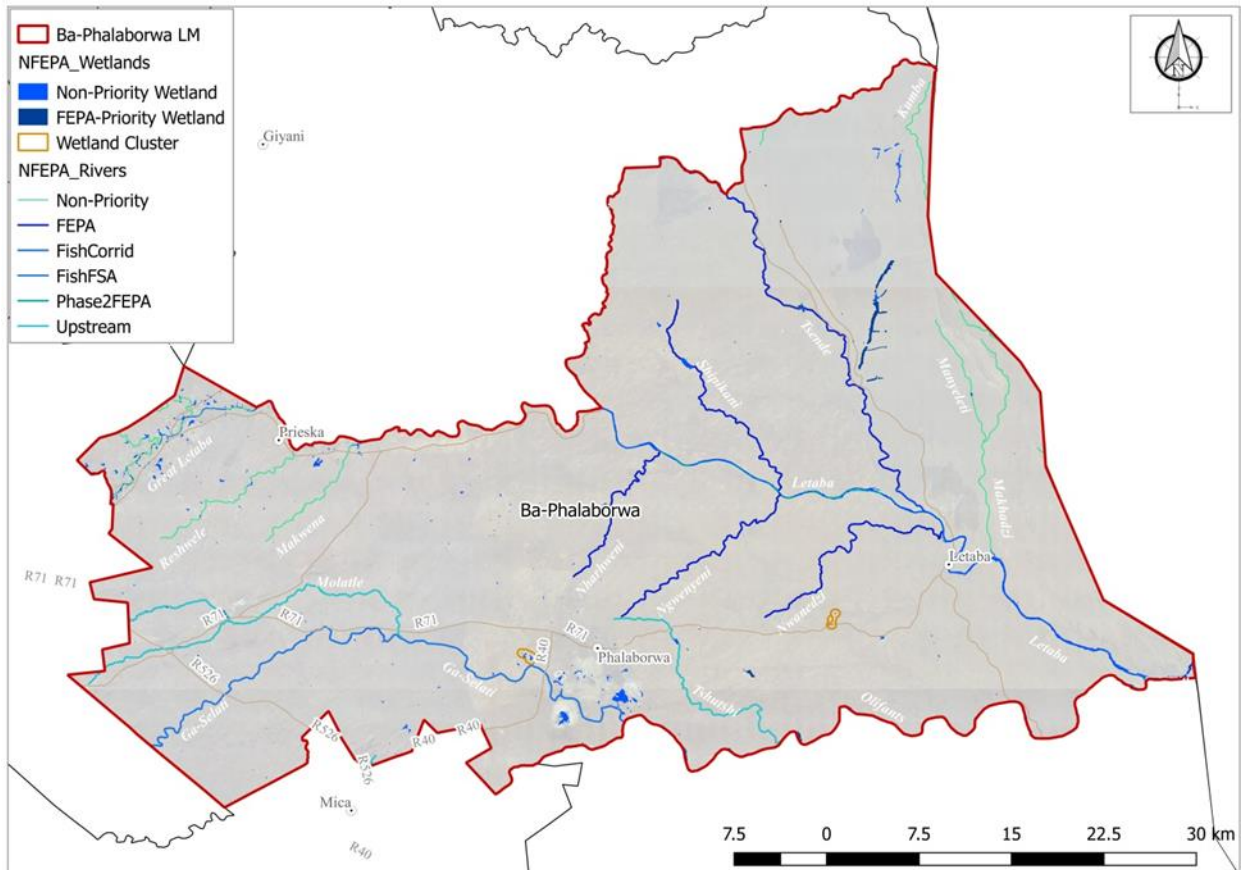 Ba-Phalaborwa LM
NFEPA_Wetlands
Non-Priority Wetland
FEPA-Priority Wetland
Wetland Cluster
NFEPA_Rivers
Non-Priority
FEPA
FishCorrid
FishFSA
Phase2FEPA
Upstream
N
Giyani
Kumba
Tsende
Shipikani
Manyeleti
Prieska
Great Letaba
Letaba
Makhadzi
Ba-Phalaborwa
Reshwele
Makwena
Nharhweni
Ngwenyeni
Nwanedzi
Letaba
R71 R71
Molatle
R71
R71
R71
R71
R40
Phalaborwa
R526
Ga-Selati
Ga-Selati
Tshutshi
Olifants
Letaba
R526
R40
R40
R526
Mica
R40
7.5 0 7.5 15 22.5 30 km